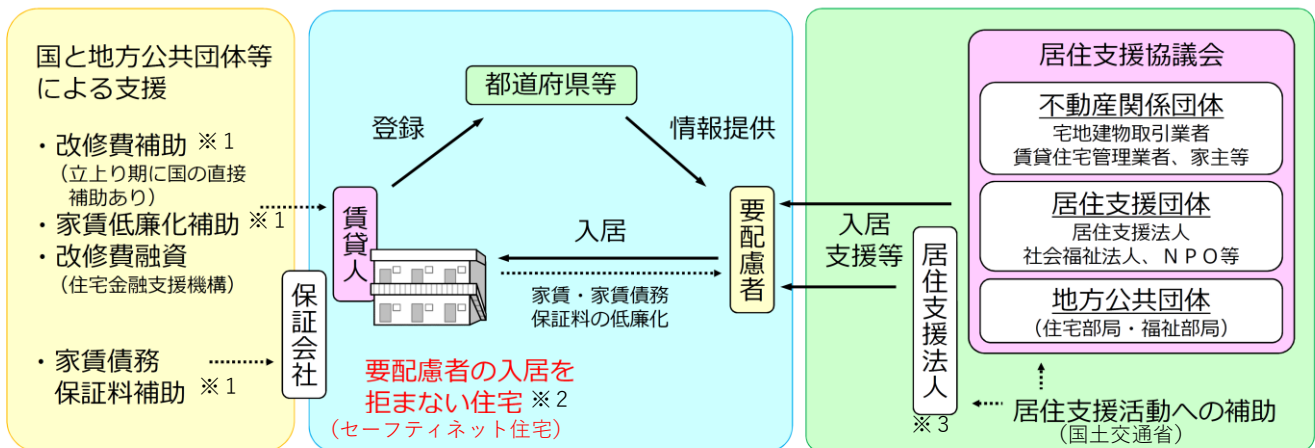 国と地方公共団体等
による支援
・改修費補助 ※1
(立上り期に国の直接
補助あり)
・家賃低廉化補助 ※1
・改修費融資
(住宅金融支援機構)
・家賃債務
保証料補助 ※1
保証会社
都道府県等
登録
情報提供
賃貸人
入居
要配慮者
家賃・家賃債務
保証料の低廉化
要配慮者の入居を
拒まない住宅 ※2
(セーフティネット住宅)
入居
支援等
居住支援法人
※3
居住支援協議会
不動産関係団体
宅地建物取引業者
賃貸住宅管理業者、家主等
居住支援団体
居住支援法人
社会福祉法人、NPO等
地方公共団体
(住宅部局・福祉部局)
居住支援活動への補助
(国土交通省)